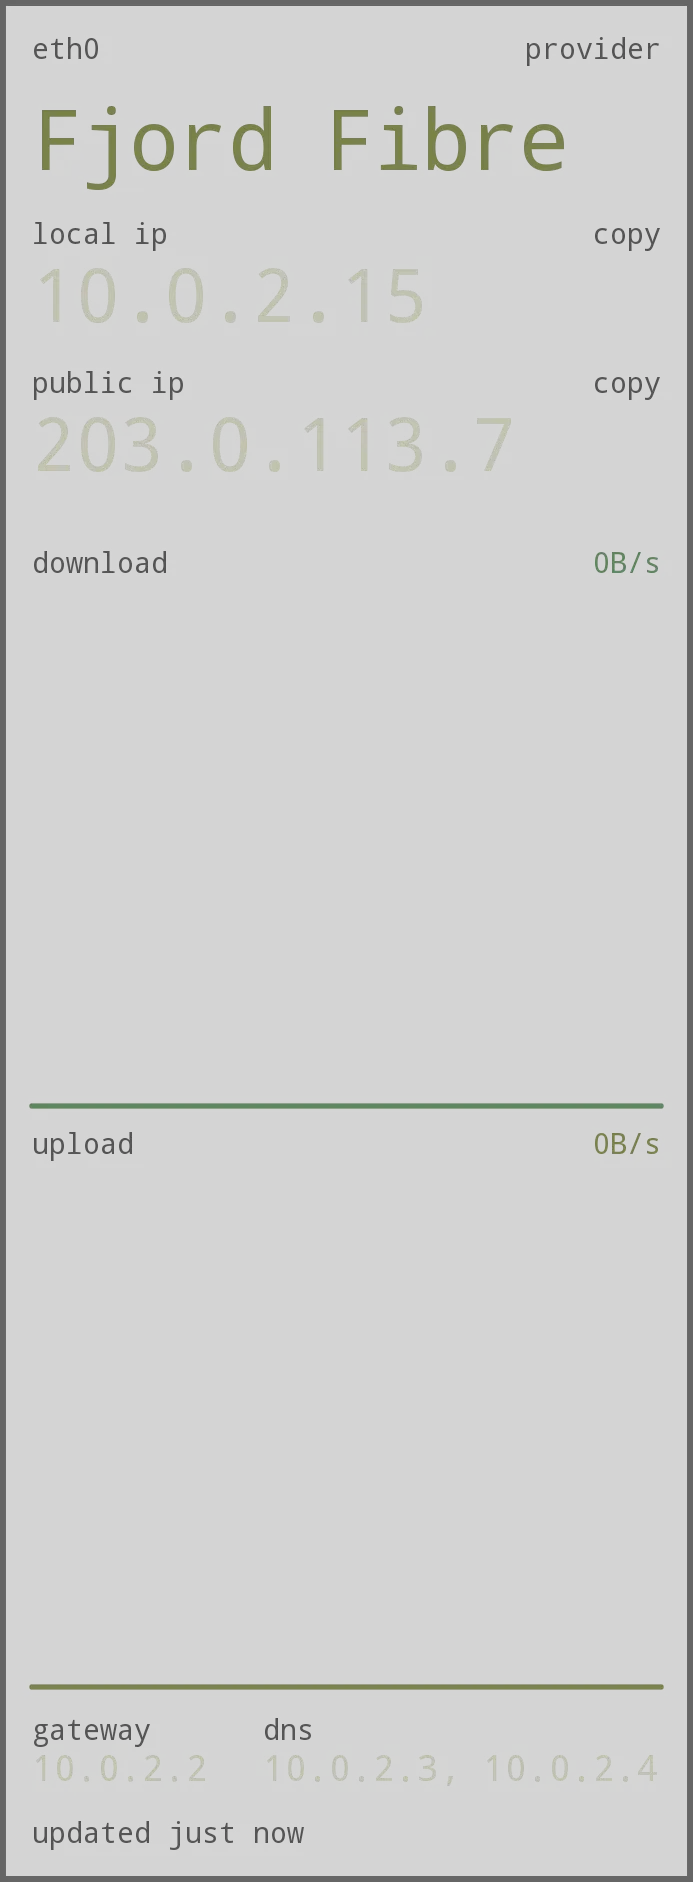 eth0 provider
Fjord Fibre
local ip copy
10.0.2.15
public ip copy
203.0.113.7
download 0B/s
upload 0B/s
gateway dns
10.0.2.2 10.0.2.3, 10.0.2.4
updated just now